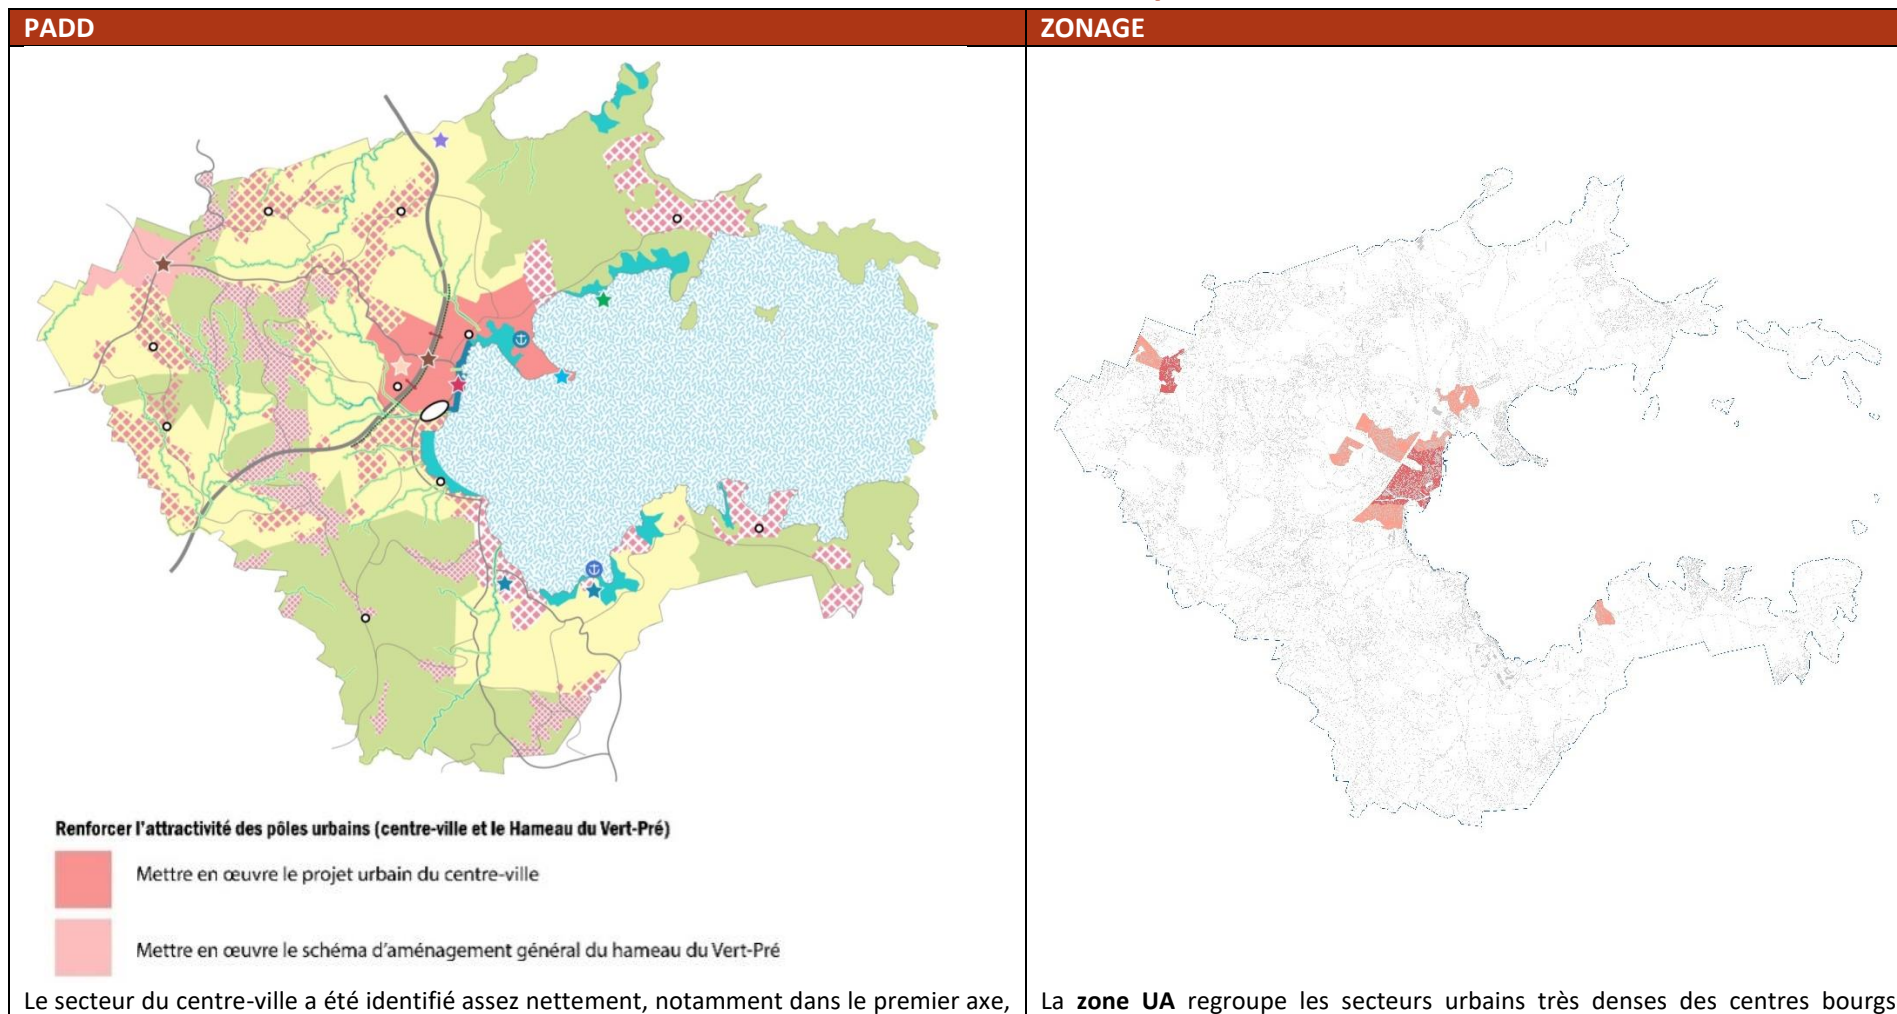 PADD
ZONAGE
Renforcer l'attractivité des pôles urbains (centre-ville et le Hameau du Vert-Pré)
Mettre en œuvre le projet urbain du centre-ville
Mettre en œuvre le schéma d'aménagement général du hameau du Vert-Pré
Le secteur du centre-ville a été identifié assez nettement, notamment dans le premier axe,
La zone UA regroupe les secteurs urbains très denses des centres bourgs